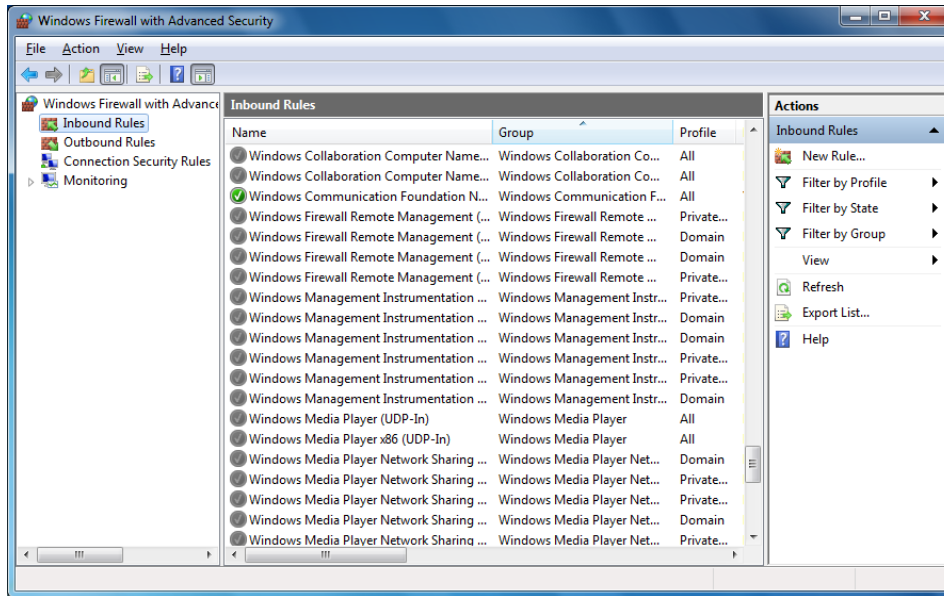 Windows Firewall with Advanced Security
File Action View Help
Windows Firewall with Advance
Inbound Rules
Outbound Rules
Connection Security Rules
Monitoring
Inbound Rules
Name Group Profile
Windows Collaboration Computer Name... Windows Collaboration Co... All
Windows Collaboration Computer Name... Windows Collaboration Co... All
Windows Communication Foundation N... Windows Communication F... All
Windows Firewall Remote Management (... Windows Firewall Remote ... Private...
Windows Firewall Remote Management (... Windows Firewall Remote ... Domain
Windows Firewall Remote Management (... Windows Firewall Remote ... Domain
Windows Firewall Remote Management (... Windows Firewall Remote ... Private...
Windows Management Instrumentation ... Windows Management Instr... Private...
Windows Management Instrumentation ... Windows Management Instr... Domain
Windows Management Instrumentation ... Windows Management Instr... Domain
Windows Management Instrumentation ... Windows Management Instr... Private...
Windows Management Instrumentation ... Windows Management Instr... Private...
Windows Management Instrumentation ... Windows Management Instr... Domain
Windows Media Player (UDP-In) Windows Media Player All
Windows Media Player x86 (UDP-In) Windows Media Player All
Windows Media Player Network Sharing ... Windows Media Player Net... Domain
Windows Media Player Network Sharing ... Windows Media Player Net... Private...
Windows Media Player Network Sharing ... Windows Media Player Net... Private...
Windows Media Player Network Sharing ... Windows Media Player Net... Domain
Windows Media Player Network Sharing ... Windows Media Player Net... Private...
Actions
Inbound Rules
New Rule...
Filter by Profile
Filter by State
Filter by Group
View
Refresh
Export List...
Help